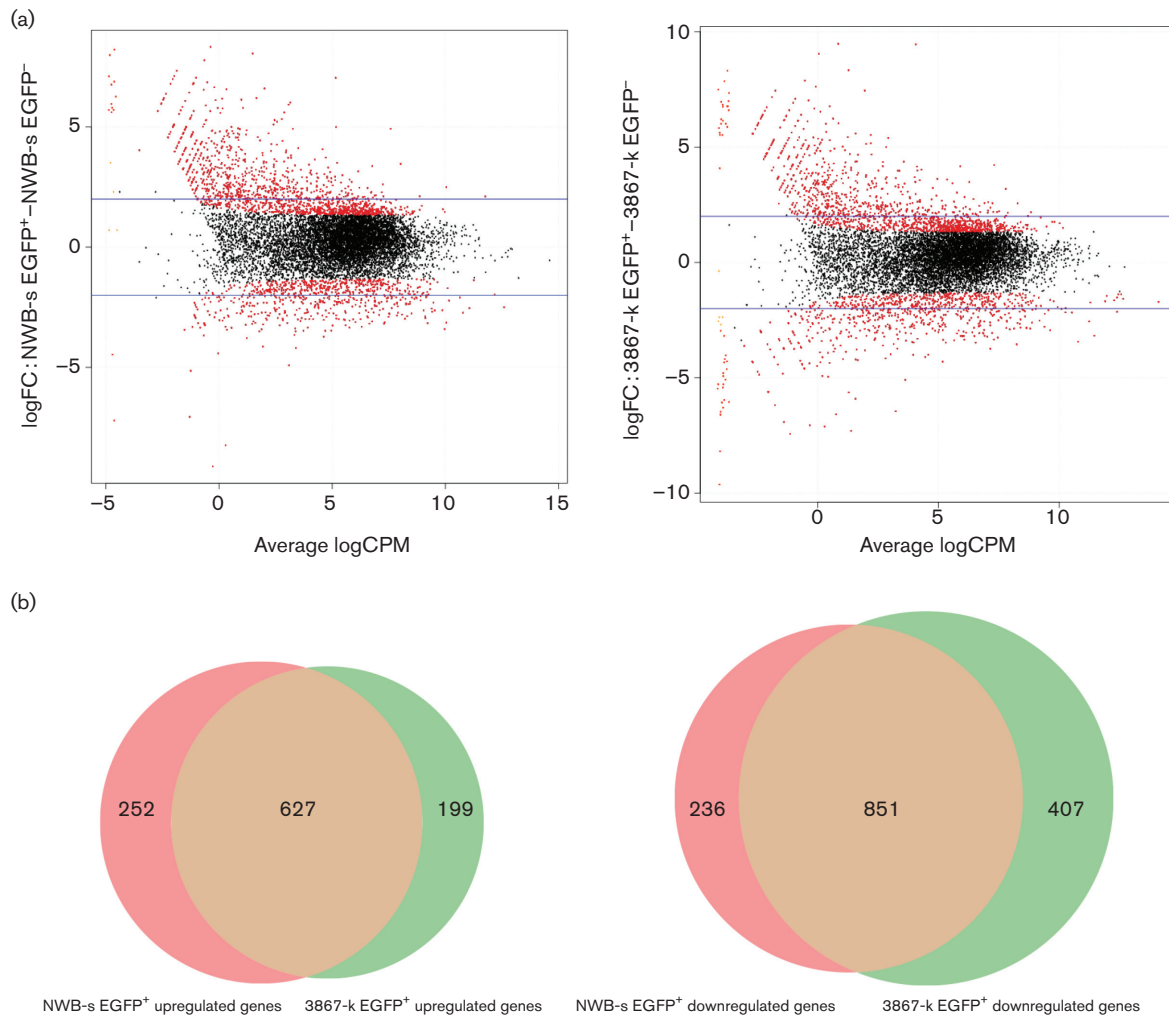 (a)
logFC: NWB-s EGFP⁺–NWB-s EGFP⁻
5
0
−5
−5
0
5
10
15
Average logCPM
logFC: 3867-k EGFP⁺-3867-k EGFP⁻
10
5
0
−5
−10
0
5
10
Average logCPM
(b)
252
627
199
NWB-s EGFP⁺ upregulated genes
3867-k EGFP⁺ upregulated genes
236
851
407
NWB-s EGFP⁺ downregulated genes
3867-k EGFP⁺ downregulated genes